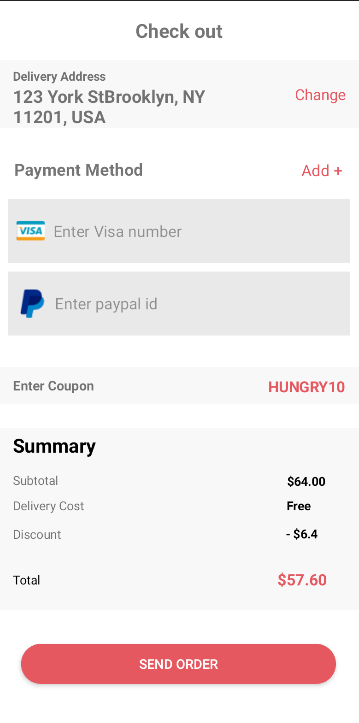 Check out
Delivery Address
123 York StBrooklyn, NY
11201, USA
Change
Payment Method
Add +
VISA
Enter Visa number
Enter paypal id
Enter Coupon
HUNGRY10
Summary
Subtotal
$64.00
Delivery Cost
Free
Discount
- $6.4
Total
$57.60
SEND ORDER